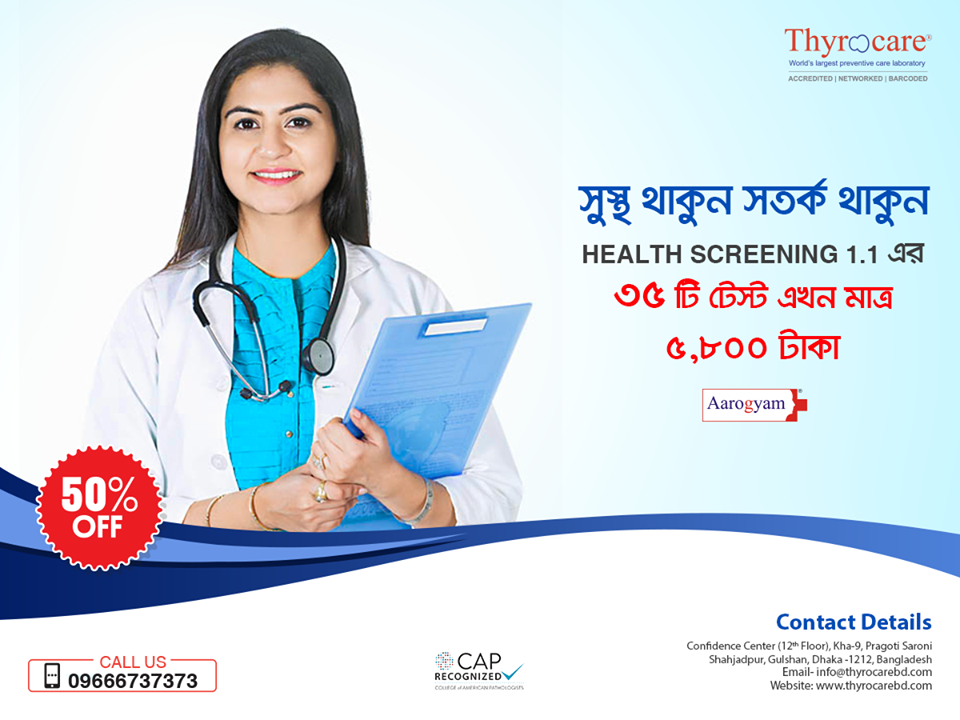 Thyrocare®
World's largest preventive care laboratory
ACCREDITED | NETWORKED | BARCODED
সুস্থ থাকুন সতর্ক থাকুন
HEALTH SCREENING 1.1 এর
৩৫ টি টেস্ট এখন মাত্র
৫,৮০০ টাকা
Aarogyam®
50%
OFF
Contact Details
Confidence Center (12th Floor), Kha-9, Pragoti Saroni
Shahjadpur, Gulshan, Dhaka -1212, Bangladesh
Email- info@thyrocarebd.com
Website: www.thyrocarebd.com
CALL US
09666737373
CAP
RECOGNIZED
COLLEGE of AMERICAN PATHOLOGISTS